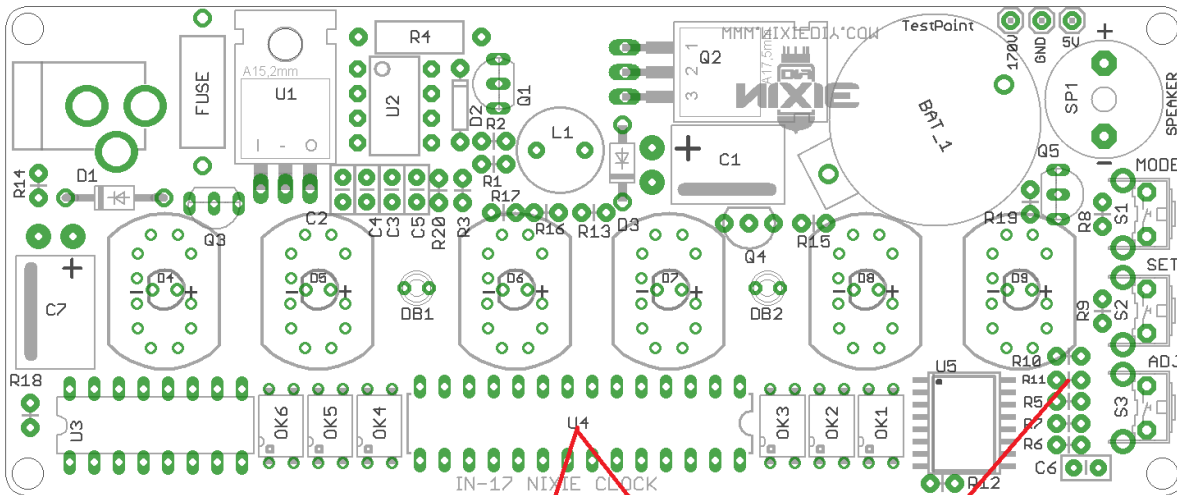 R4
WWW.NIXIEDIY.COM
TestPoint
170V
GND
5V
+
FUSE
A15,2mm
U1
I - O
U2
D2
Q1
R2
R1
L1
Q2
1
2
3
A17,5mm
DIY
NIXIE
BAT_1
SP1
SPEAKER
-
+
C1
R14
D1
Q3
C2
C4
C3
C5
R20
R3
R17
R16
R13
D3
Q4
R15
R19
Q5
R8
MODE
S1
+
C7
- D4 +
- D5 +
DB1
- D6 +
- D7 +
DB2
- D8 +
- D9 +
R9
SET
S2
R18
U3
OK6
OK5
OK4
U4
OK3
OK2
OK1
U5
R10
R11
R5
R7
R6
ADJ
S3
C6
R12
IN-17 NIXIE CLOCK